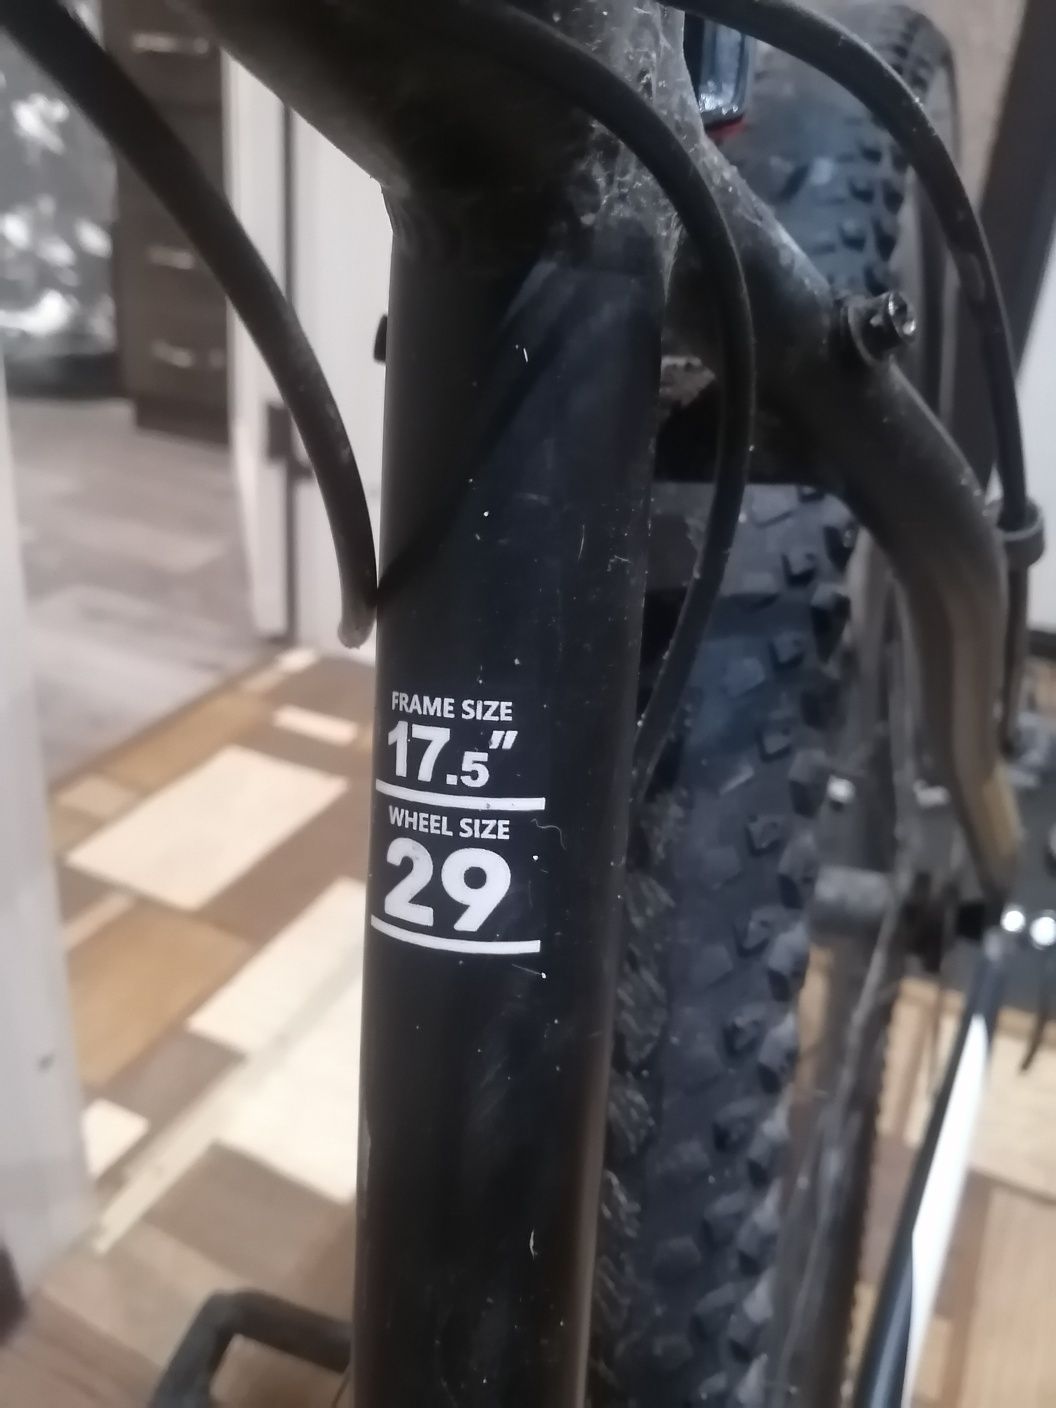 FRAME SIZE
17.5"
WHEEL SIZE
29